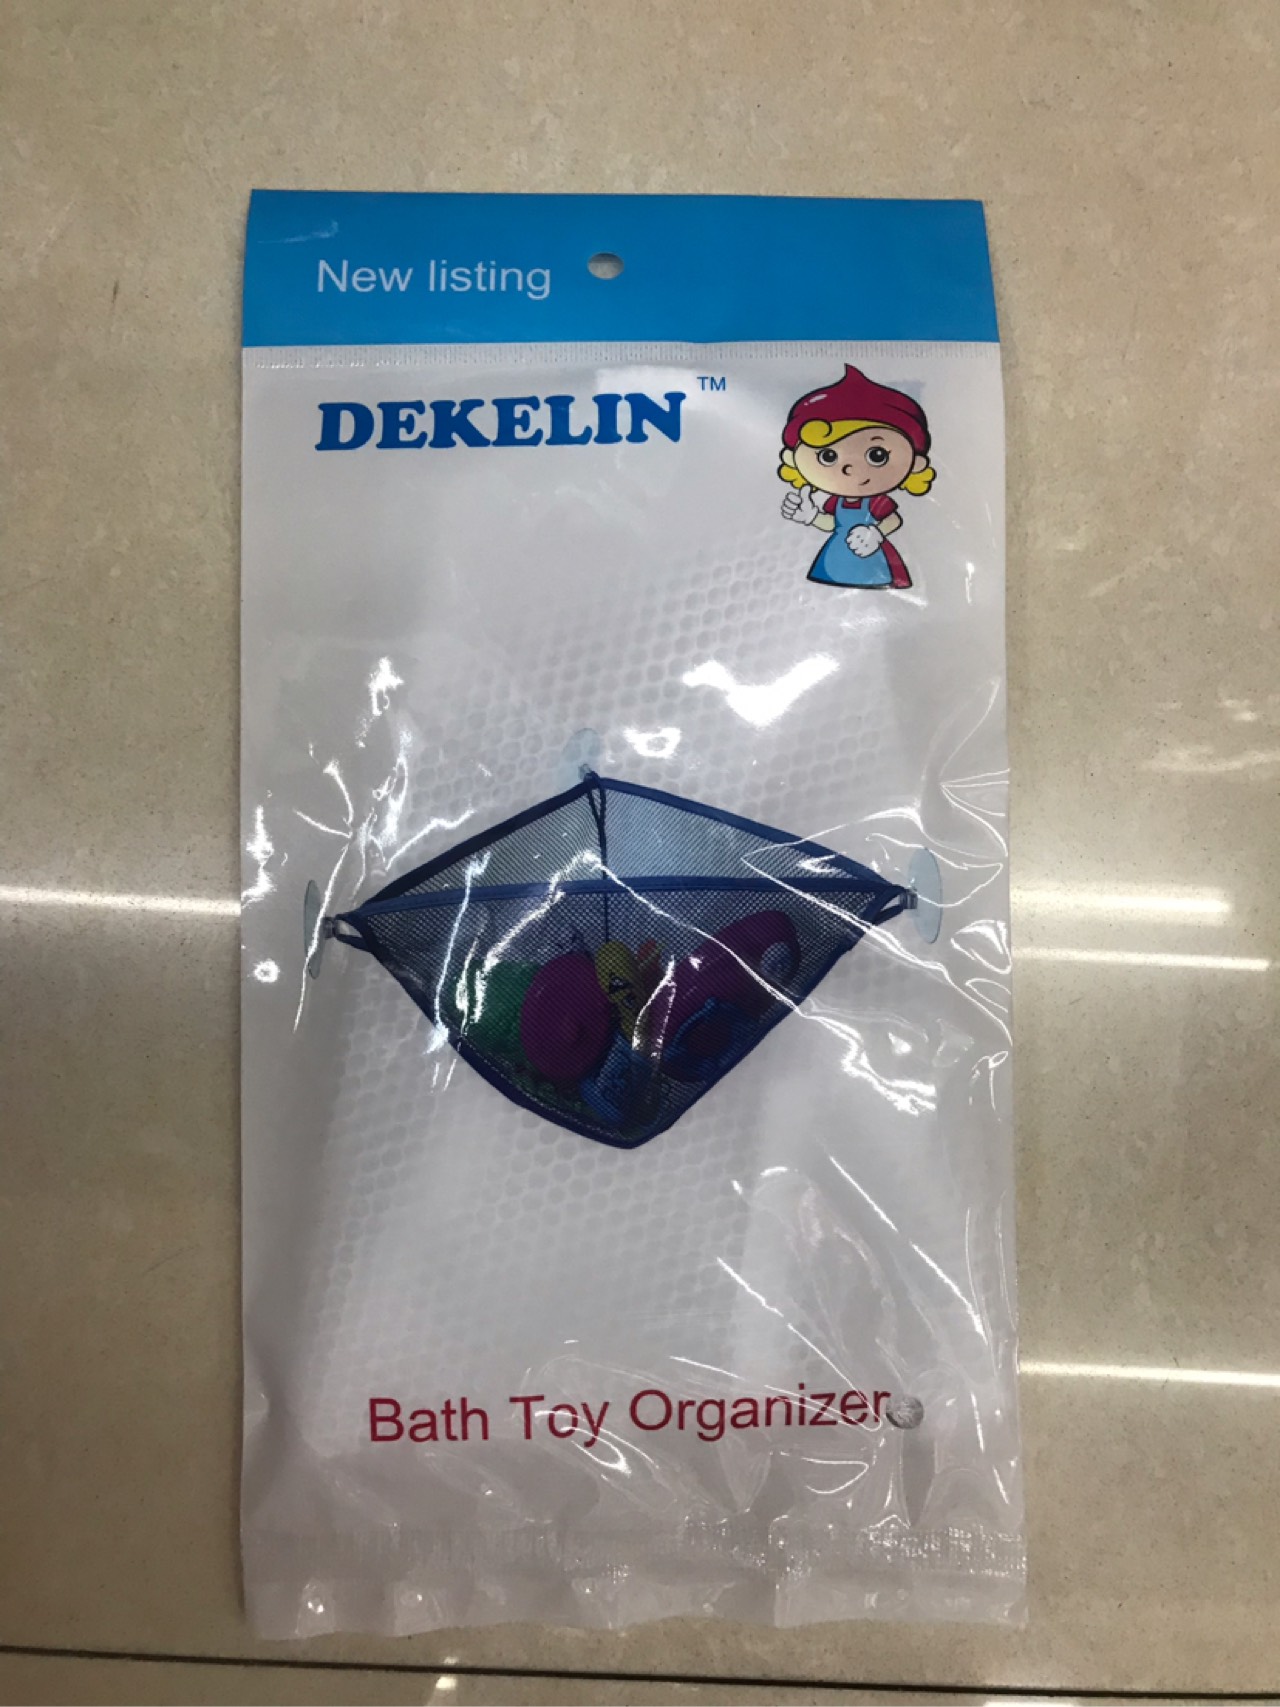 New listing
DEKELIN™
Bath Toy Organizer